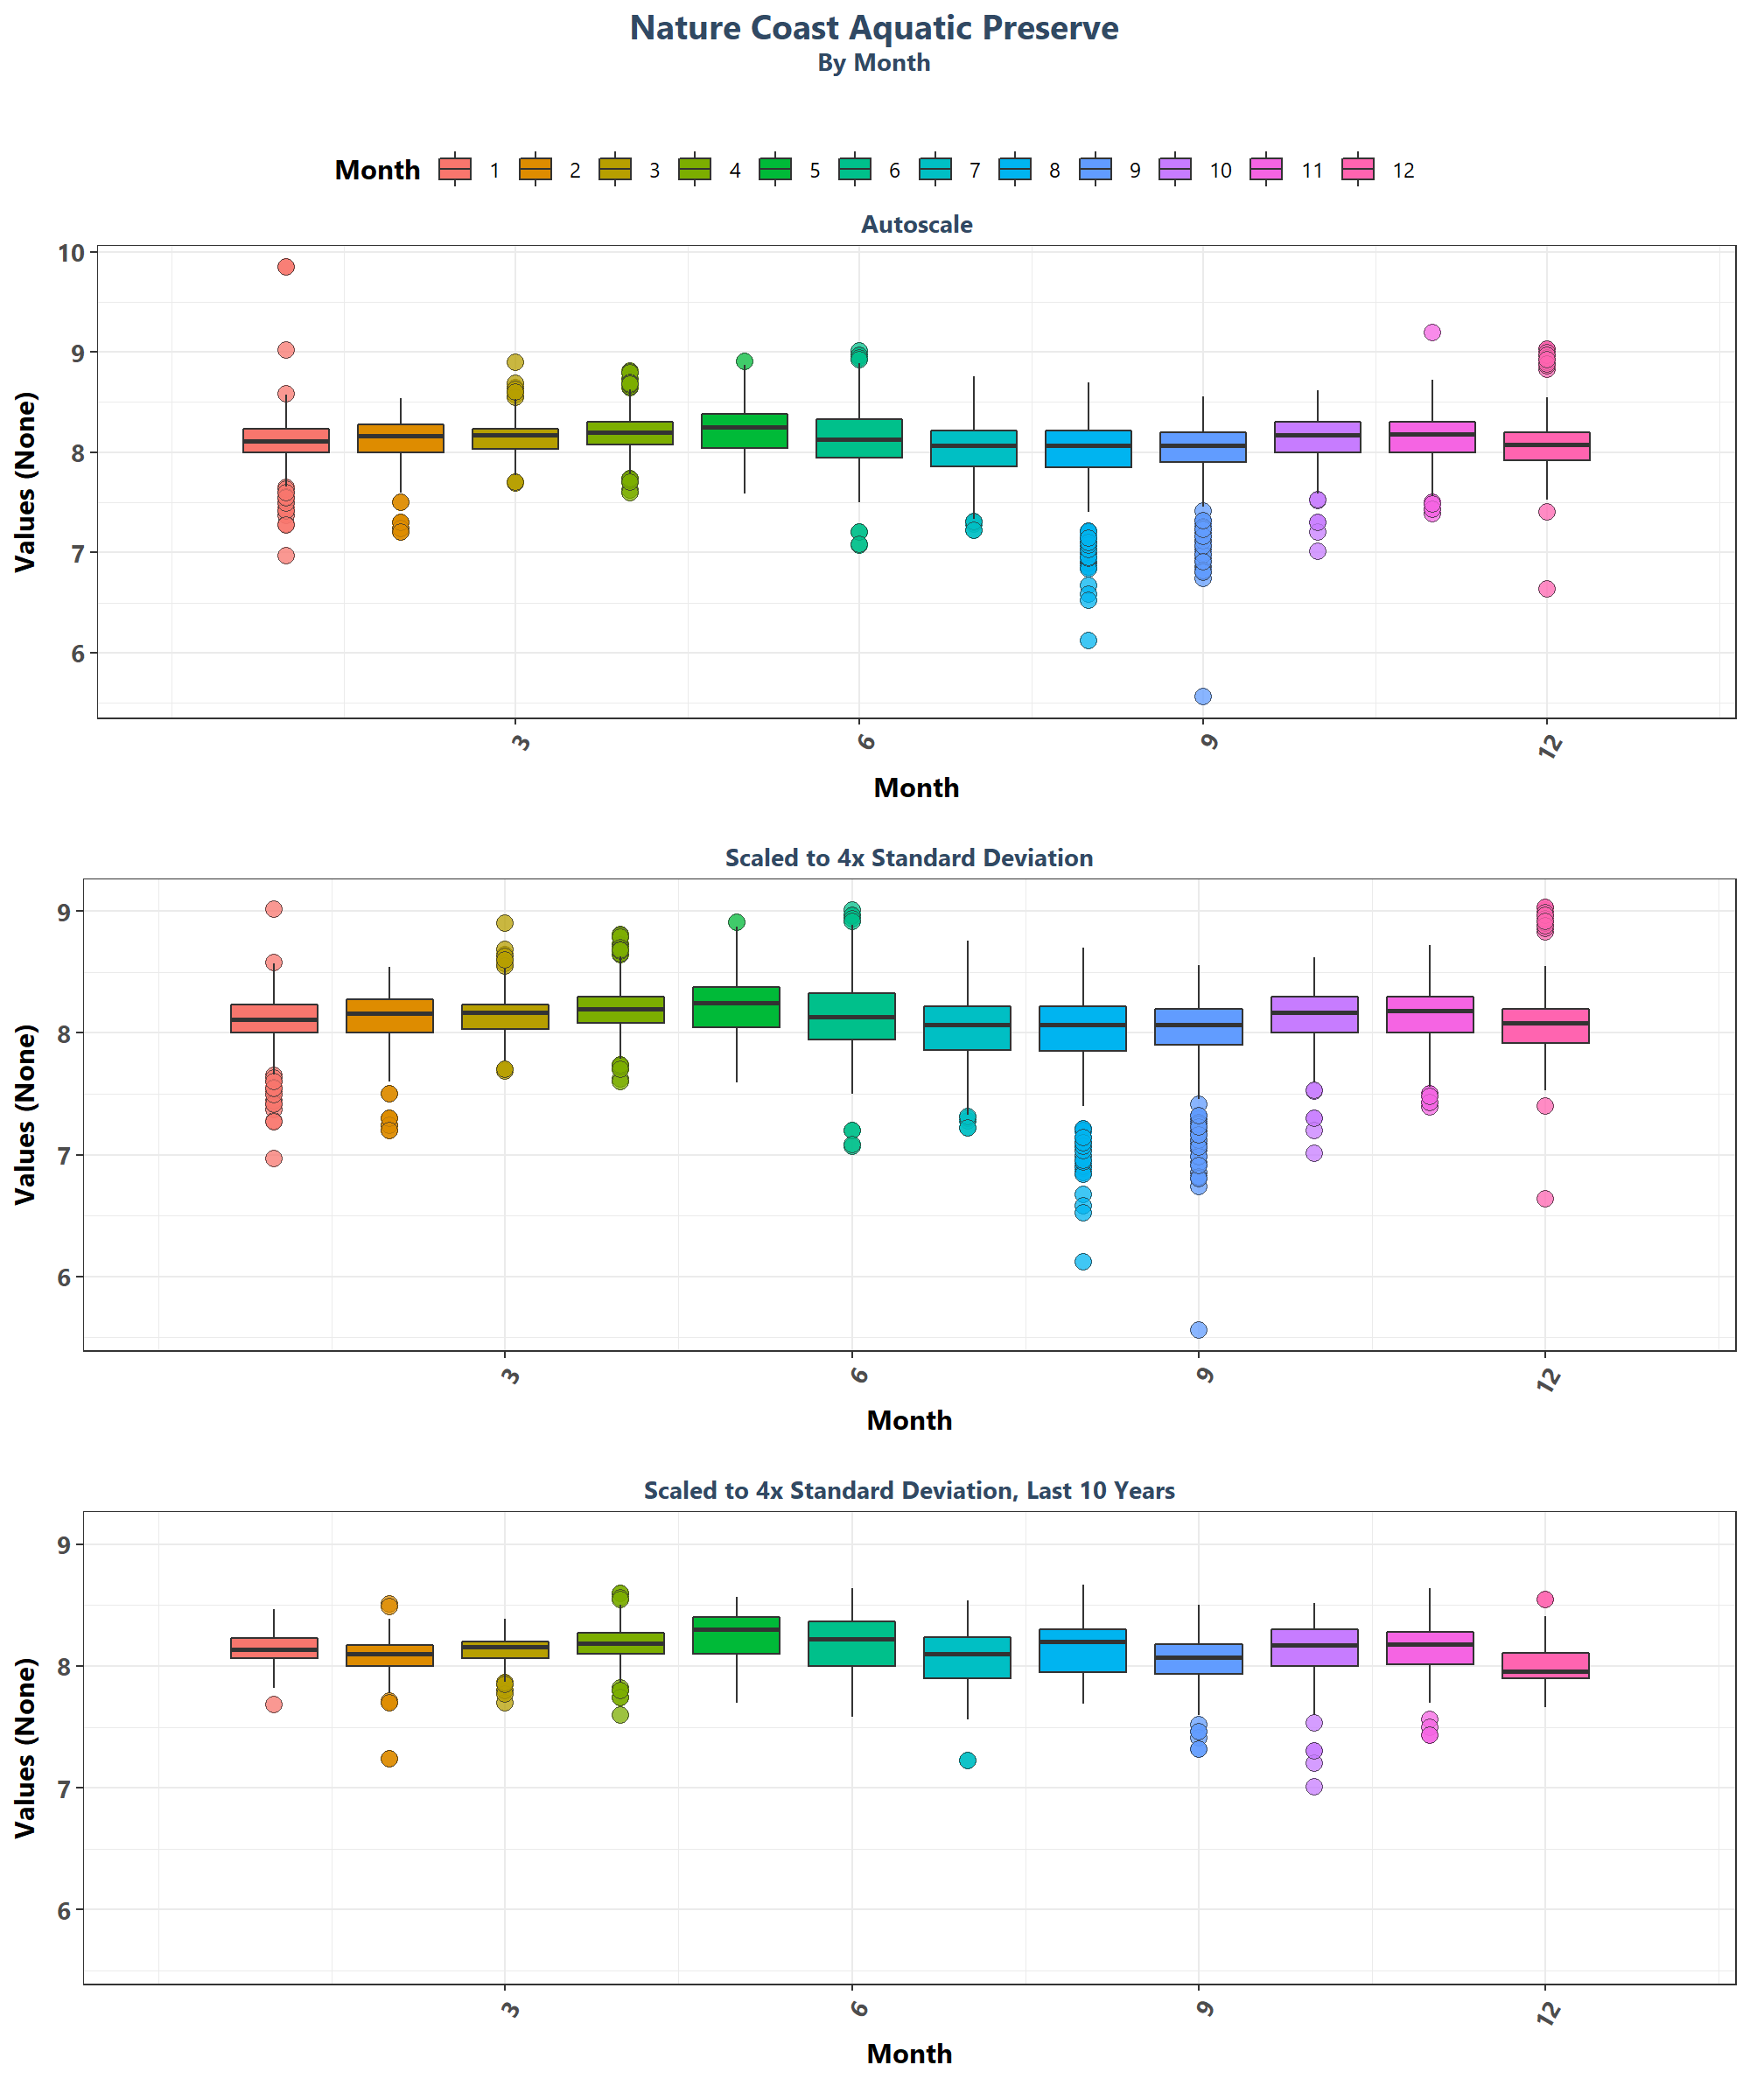 Nature Coast Aquatic Preserve
By Month
Month 1 2 3 4 5 6 7 8 9 10 11 12
Autoscale
Values (None)
10
9
8
7
6
3 6 9 12
Month
Scaled to 4x Standard Deviation
Values (None)
9
8
7
6
3 6 9 12
Month
Scaled to 4x Standard Deviation, Last 10 Years
Values (None)
9
8
7
6
3 6 9 12
Month